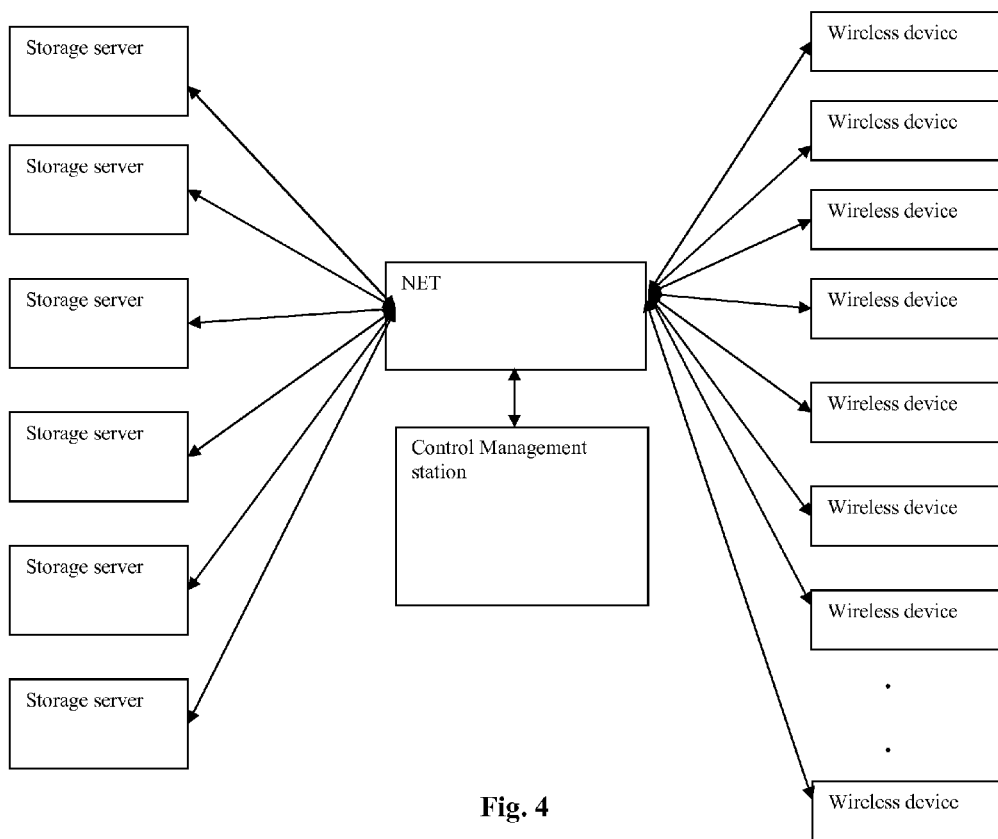 Storage server
Storage server
Storage server
Storage server
Storage server
Storage server
NET
Control Management
station
Wireless device
Wireless device
Wireless device
Wireless device
Wireless device
Wireless device
Wireless device
.
.
Wireless device
Fig. 4